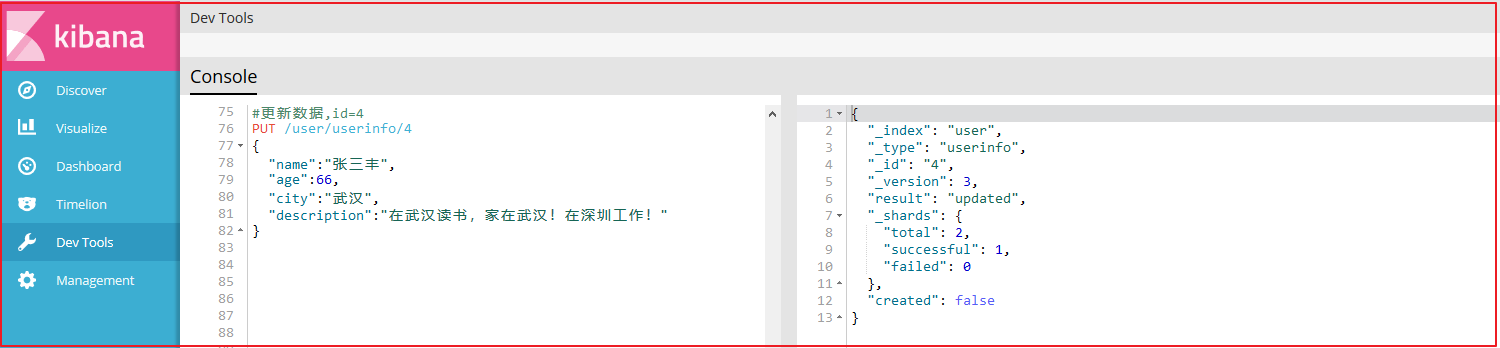 kibana
Discover
Visualize
Dashboard
Timelion
Dev Tools
Management
Dev Tools
Console
75 #更新数据,id=4
76 PUT /user/userinfo/4
77 {
78 "name":"张三丰",
79 "age":66,
80 "city":"武汉",
81 "description":"在武汉读书，家在武汉！在深圳工作！"
82 }
83
84
85
86
87
88
1 {
2 "_index": "user",
3 "_type": "userinfo",
4 "_id": "4",
5 "_version": 3,
6 "result": "updated",
7 "_shards": {
8 "total": 2,
9 "successful": 1,
10 "failed": 0
11 },
12 "created": false
13 }